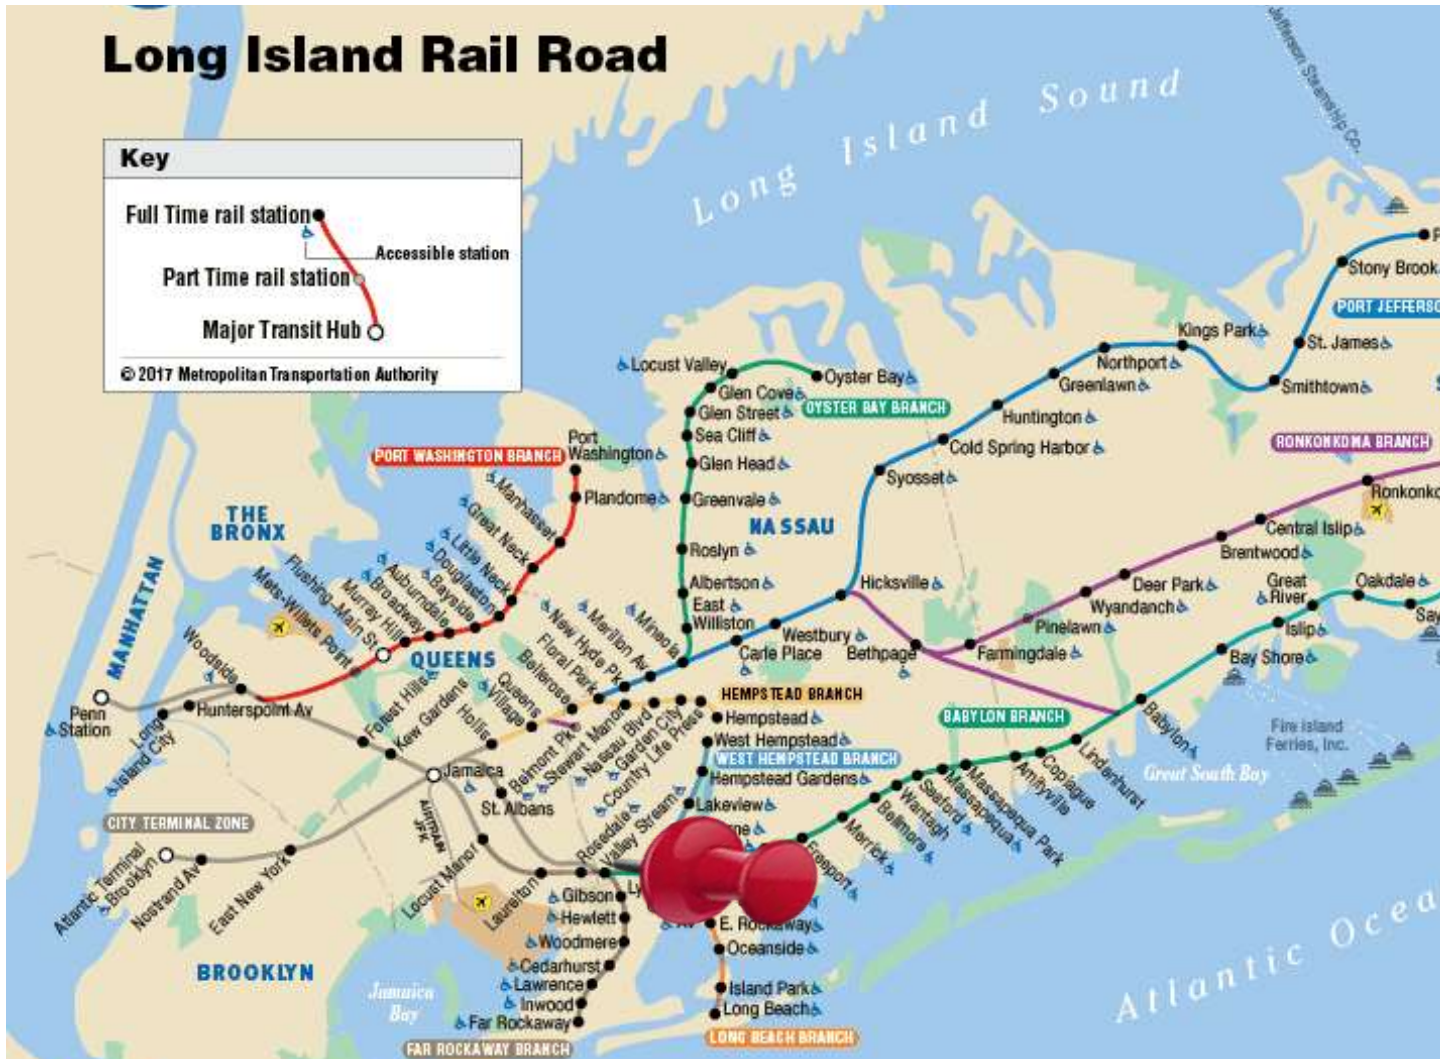 Long Island Rail Road
Key
Full Time rail station
Accessible station
Part Time rail station
Major Transit Hub
© 2017 Metropolitan Transportation Authority
Long Island Sound
Jefferson Steamship Co.
Stony Brook
PORT JEFFERSO
St. James
Kings Park
Smithtown
Northport
Greenlawn
Huntington
Cold Spring Harbor
Syosset
Hicksville
Locust Valley
Oyster Bay
Glen Cove
OYSTER BAY BRANCH
Glen Street
Sea Cliff
Glen Head
Greenvale
Roslyn
Albertson
East
Williston
NASSAU
RONKONKOMA BRANCH
Ronkonko
Central Islip
Brentwood
Deer Park
Wyandanch
Pinelawn
Farmingdale
Bethpage
Great
River
Oakdale
Say
Islip
Bay Shore
Babylon
BABYLON BRANCH
Fire Island
Ferries, Inc.
Great South Bay
Port
Washington
PORT WASHINGTON BRANCH
Plandome
Manhasset
Great Neck
Little Neck
Douglaston
Bayside
Auburndale
Broadway
Murray Hill
Flushing-Main St
Mets-Willets Point
THE
BRONX
MANHATTAN
QUEENS
Woodside
Penn
Station
Long
Island City
Hunterspoint Av
Forest Hills
Kew Gardens
Jamaica
Hollis
Queens
Village
Bellerose
Floral Park
New Hyde Pk
Merillon Av
Mineola
Carle Place
Westbury
HEMPSTEAD BRANCH
Hempstead
Belmont Pk
Stewart Manor
Nassau Blvd
Garden City
Country Life Press
West Hempstead
WEST HEMPSTEAD BRANCH
Hempstead Gardens
Lakeview
rne
St. Albans
AIRTRAIN
JFK
CITY TERMINAL ZONE
Atlantic Terminal
Brooklyn
Nostrand Av
East New York
Locust Manor
Laurelton
Rosedale
Valley Stream
Ly
Av
Freeport
Merrick
Bellmore
Wantagh
Seaford
Massapequa
Massapequa Park
Amityville
Copiague
Lindenhurst
Gibson
Hewlett
Woodmere
Cedarhurst
Lawrence
Inwood
Far Rockaway
FAR ROCKAWAY BRANCH
E. Rockaway
Oceanside
Island Park
Long Beach
LONG BEACH BRANCH
BROOKLYN
Jamaica
Bay
Atlantic Ocea